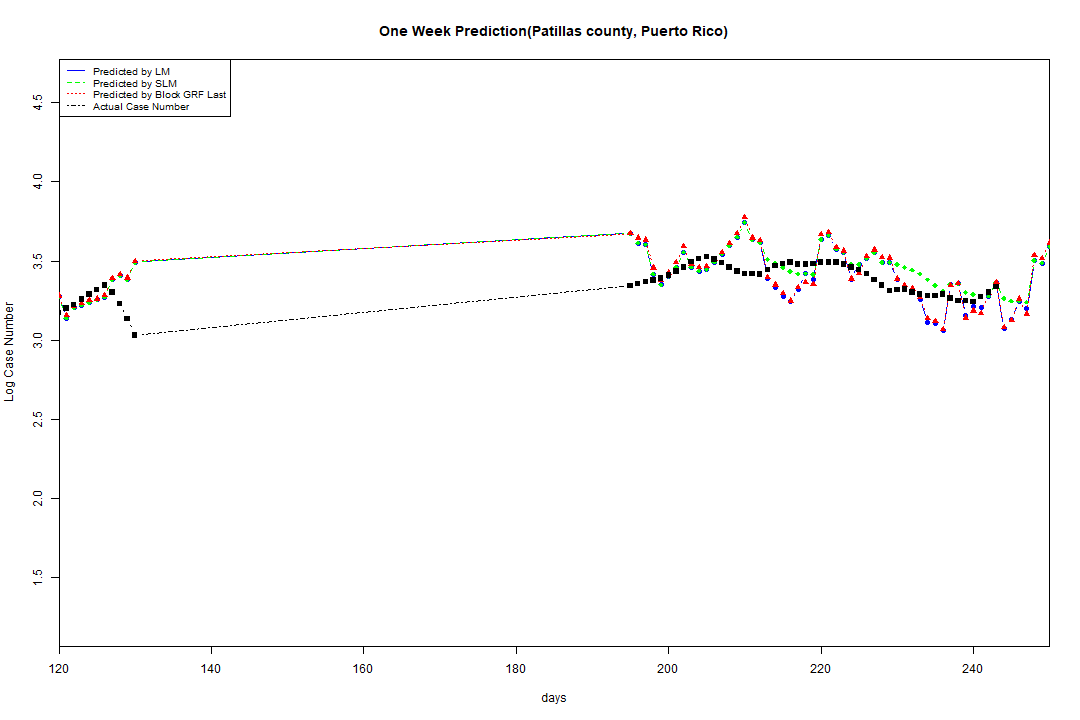 One Week Prediction(Patillas county, Puerto Rico)
Predicted by LM
Predicted by SLM
Predicted by Block GRF Last
Actual Case Number
4.5
4.0
3.5
3.0
2.5
2.0
1.5
Log Case Number
120 140 160 180 200 220 240
days